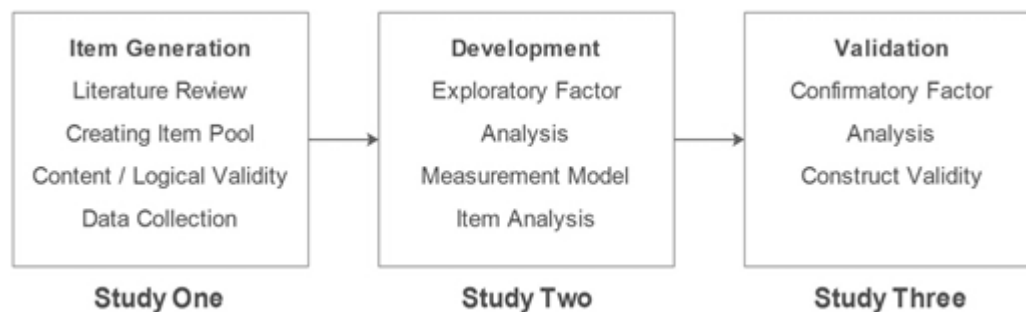 Item Generation
Literature Review
Creating Item Pool
Content / Logical Validity
Data Collection
Study One
Development
Exploratory Factor
Analysis
Measurement Model
Item Analysis
Study Two
Validation
Confirmatory Factor
Analysis
Construct Validity
Study Three